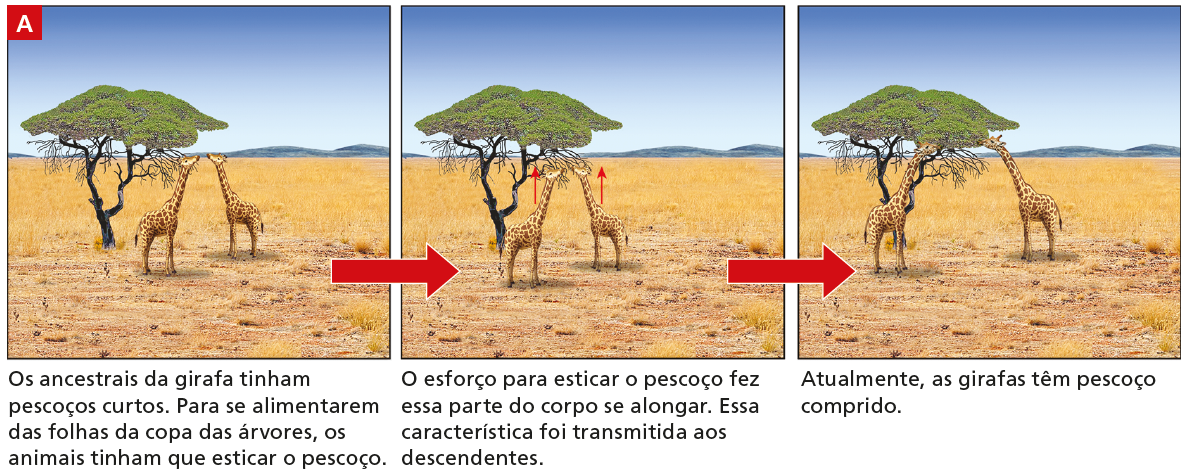 A
Os ancestrais da girafa tinham
pescoços curtos. Para se alimentarem
das folhas da copa das árvores, os
animais tinham que esticar o pescoço.
O esforço para esticar o pescoço fez
essa parte do corpo se alongar. Essa
característica foi transmitida aos
descendentes.
Atualmente, as girafas têm pescoço
comprido.